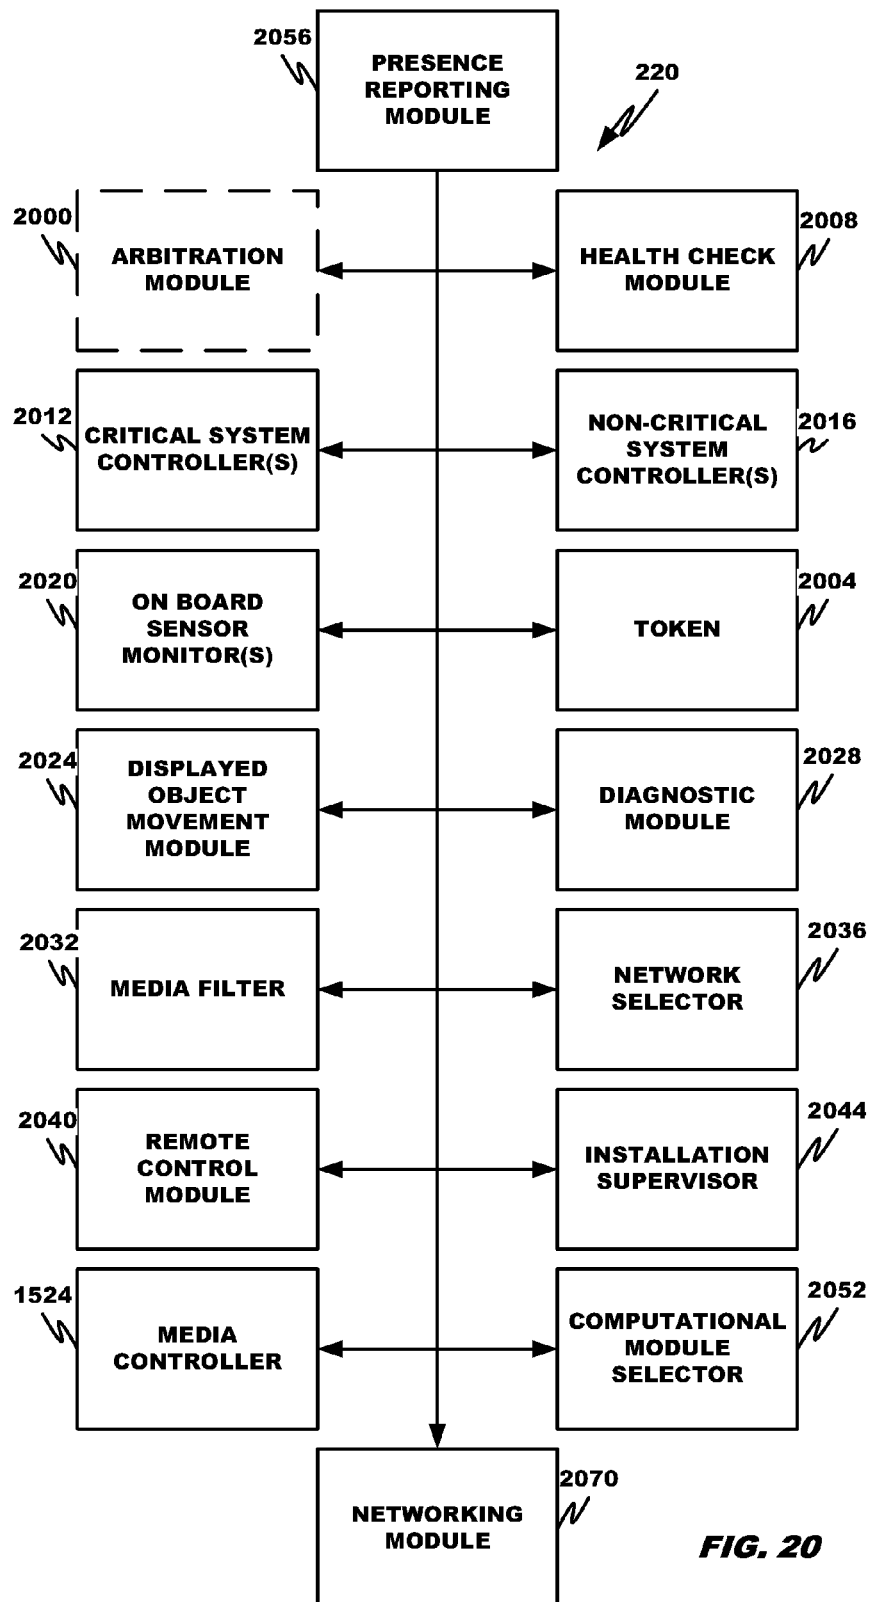 2056
PRESENCE
REPORTING
MODULE
220
2000
ARBITRATION
MODULE
HEALTH CHECK
MODULE
2008
2012
CRITICAL SYSTEM
CONTROLLER(S)
NON-CRITICAL
SYSTEM
CONTROLLER(S)
2016
2020
ON BOARD
SENSOR
MONITOR(S)
TOKEN
2004
2024
DISPLAYED
OBJECT
MOVEMENT
MODULE
DIAGNOSTIC
MODULE
2028
2032
MEDIA FILTER
NETWORK
SELECTOR
2036
2040
REMOTE
CONTROL
MODULE
INSTALLATION
SUPERVISOR
2044
1524
MEDIA
CONTROLLER
COMPUTATIONAL
MODULE
SELECTOR
2052
NETWORKING
MODULE
2070
FIG. 20